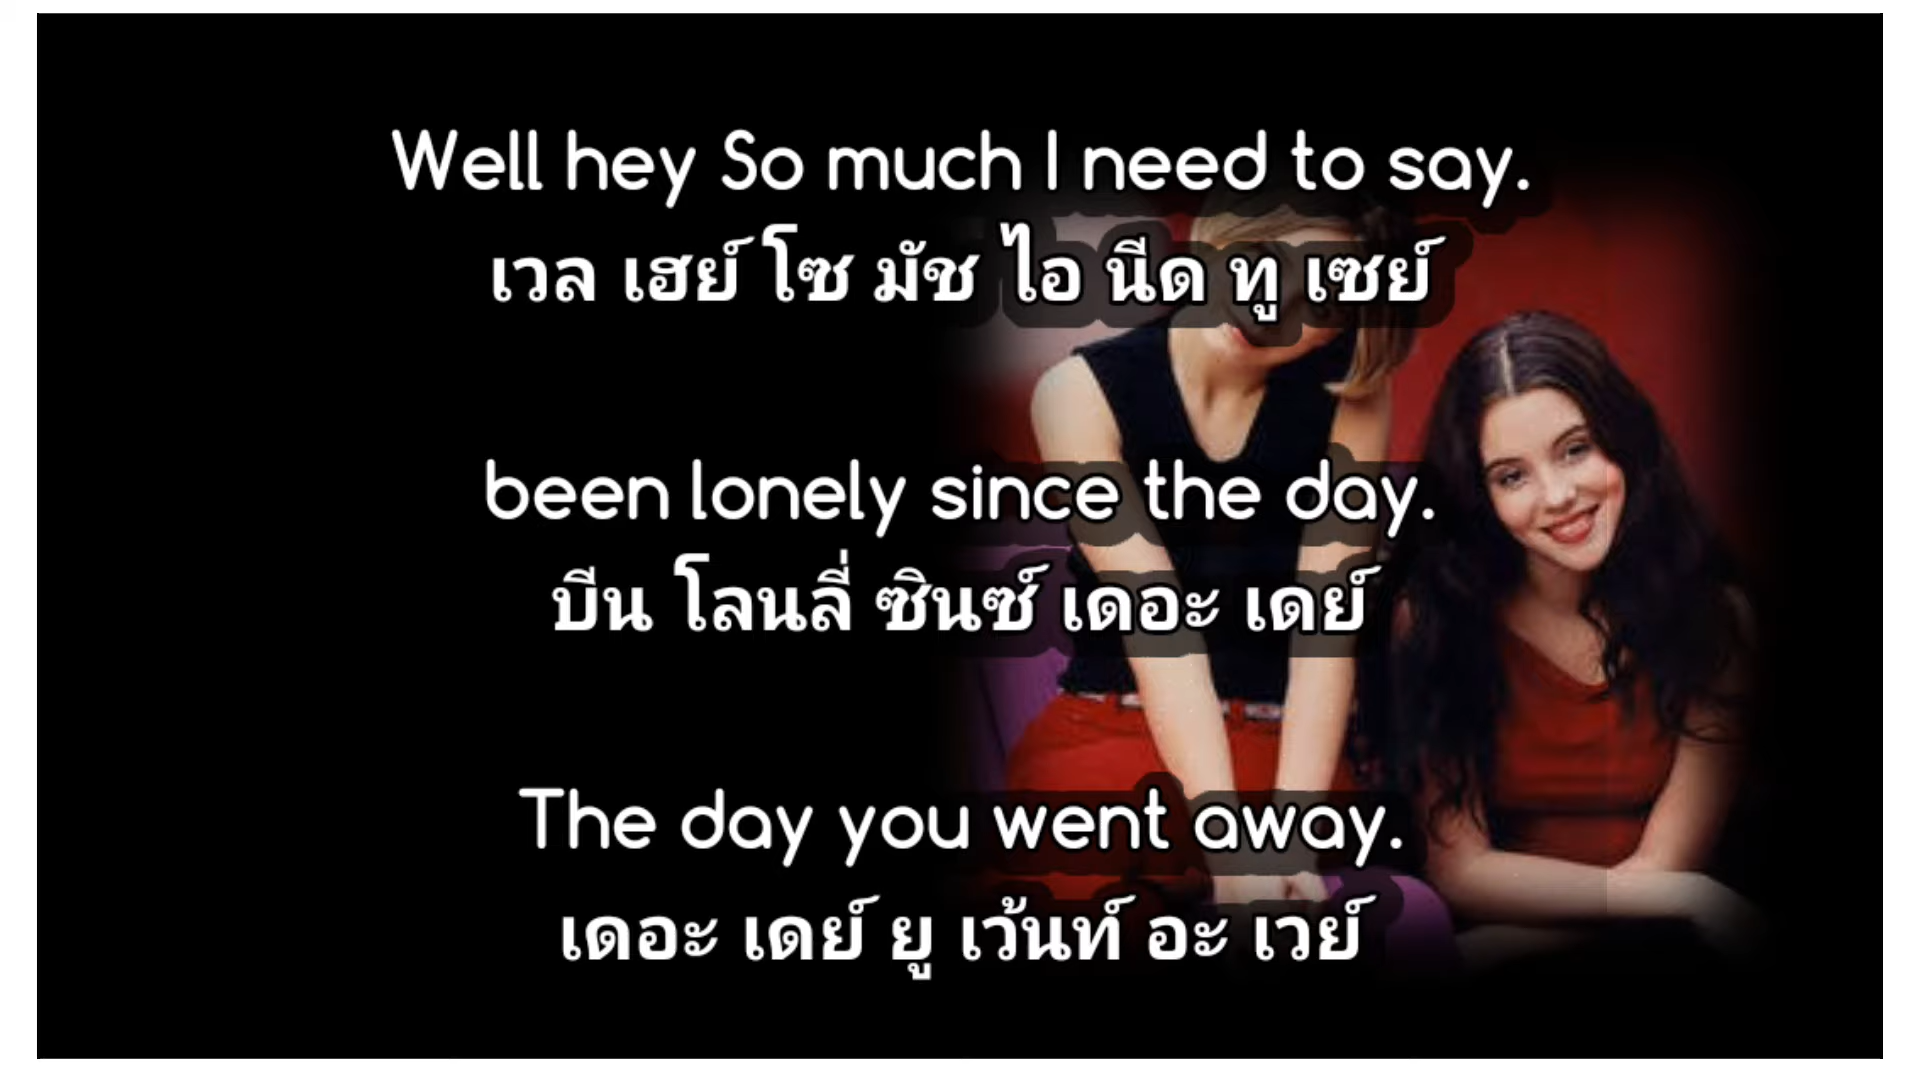 Well hey So much I need to say.
เวล เฮย์ โซ มัช ไอ นีด ทู เซย์
been lonely since the day.
บีน โลนลี่ ซินซ์ เดอะ เดย์
The day you went away.
เดอะ เดย์ ยู เว้นท์ อะ เวย์